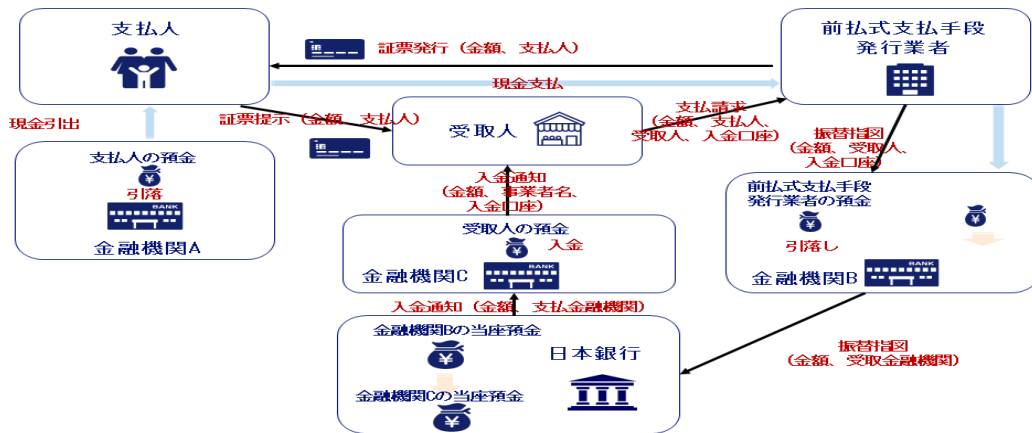 支払人
前払式支払手段
発行業者
証票発行（金額、支払人）
現金支払
現金引出
証票提示（金額、支払人）
受取人
支払請求
（金額、支払人、
受取人、入金口座）
振替指図
（金額、受取人、
入金口座）
支払人の預金
¥
引落
BANK
金融機関A
入金通知
（金額、事業者名、
入金口座）
前払式支払手段
発行業者の預金
¥
¥
引落し
金融機関B
BANK
受取人の預金
¥
入金
金融機関C
BANK
入金通知（金額、支払金融機関）
金融機関Bの当座預金
¥
日本銀行
金融機関Cの当座預金
¥
振替指図
（金額、受取金融機関）